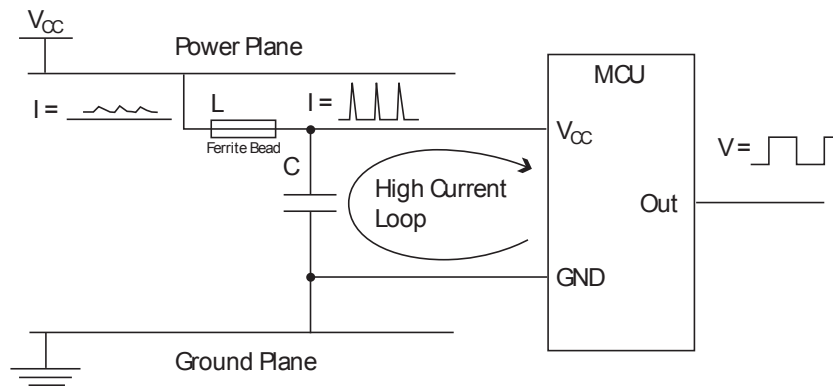 VCC
Power Plane
MCU
I =
L
I =
Ferrite Bead
VCC
V =
C
High Current
Loop
Out
GND
Ground Plane